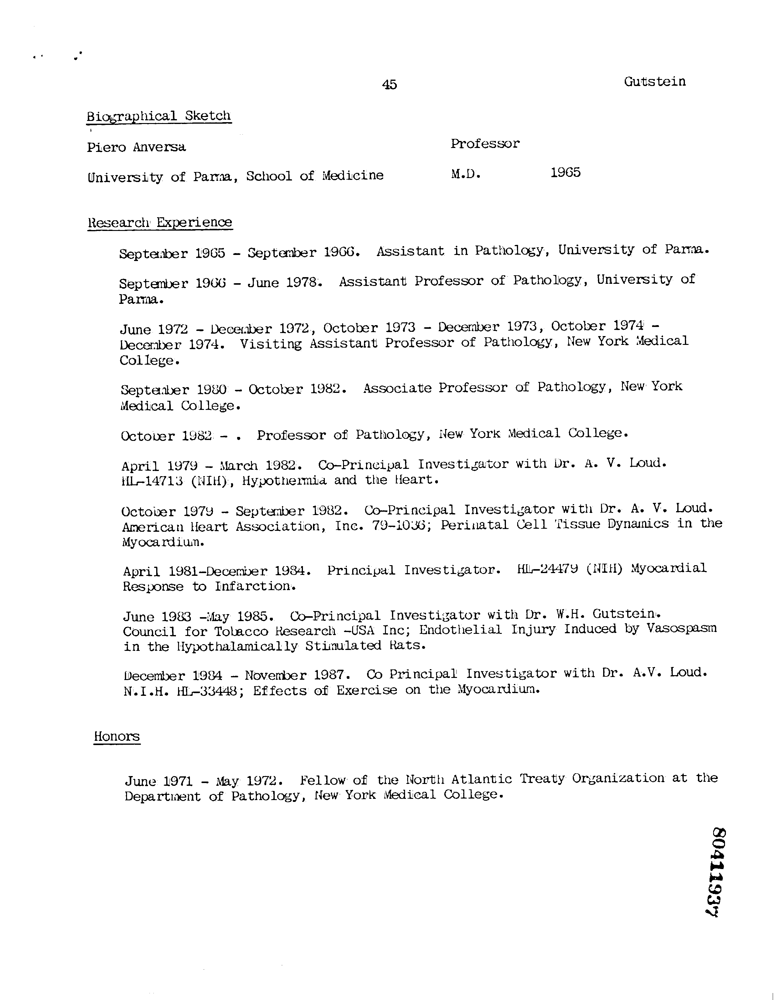 45
Gutstein
Biographical Sketch
Piero Anversa Professor
University of Parma, School of Medicine M.D. 1965
Research Experience
September 1965 - September 1966. Assistant in Pathology, University of Parma.
September 1966 - June 1978. Assistant Professor of Pathology, University of
Parma.
June 1972 - December 1972, October 1973 - December 1973, October 1974 -
December 1974. Visiting Assistant Professor of Pathology, New York Medical
College.
September 1980 - October 1982. Associate Professor of Pathology, New York
Medical College.
October 1982 - . Professor of Pathology, New York Medical College.
April 1979 - March 1982. Co-Principal Investigator with Dr. A. V. Loud.
HL-14713 (NIH), Hypothermia and the Heart.
October 1979 - September 1982. Co-Principal Investigator with Dr. A. V. Loud.
American Heart Association, Inc. 79-1036; Perinatal Cell Tissue Dynamics in the
Myocardium.
April 1981-December 1984. Principal Investigator. HL-24479 (NIH) Myocardial
Response to Infarction.
June 1983 -May 1985. Co-Principal Investigator with Dr. W.H. Gutstein.
Council for Tobacco Research -USA Inc; Endothelial Injury Induced by Vasospasm
in the Hypothalamically Stimulated Rats.
December 1984 - November 1987. Co Principal Investigator with Dr. A.V. Loud.
N.I.H. HL-33448; Effects of Exercise on the Myocardium.
Honors
June 1971 - May 1972. Fellow of the North Atlantic Treaty Organization at the
Department of Pathology, New York Medical College.
80411937